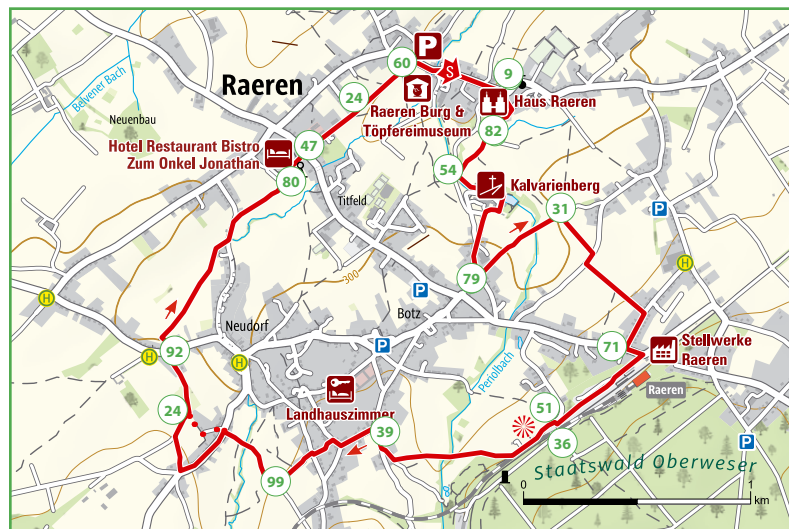 P
60
S
9
Raeren
24
Raeren Burg &
Töpfereimuseum
Haus Raeren
Belvener Bach
Neuenbau
82
Hotel Restaurant Bistro
Zum Onkel Jonathan
47
54
80
Kalvarienberg
Titfeld
31
P
H
300
79
P
H
Botz
Neudorf
Periolbach
92
H
H
P
71
Stellwerke
Raeren
Raeren
24
Landhauszimmer
51
39
36
P
99
Staatswald Oberweser
0
1
km